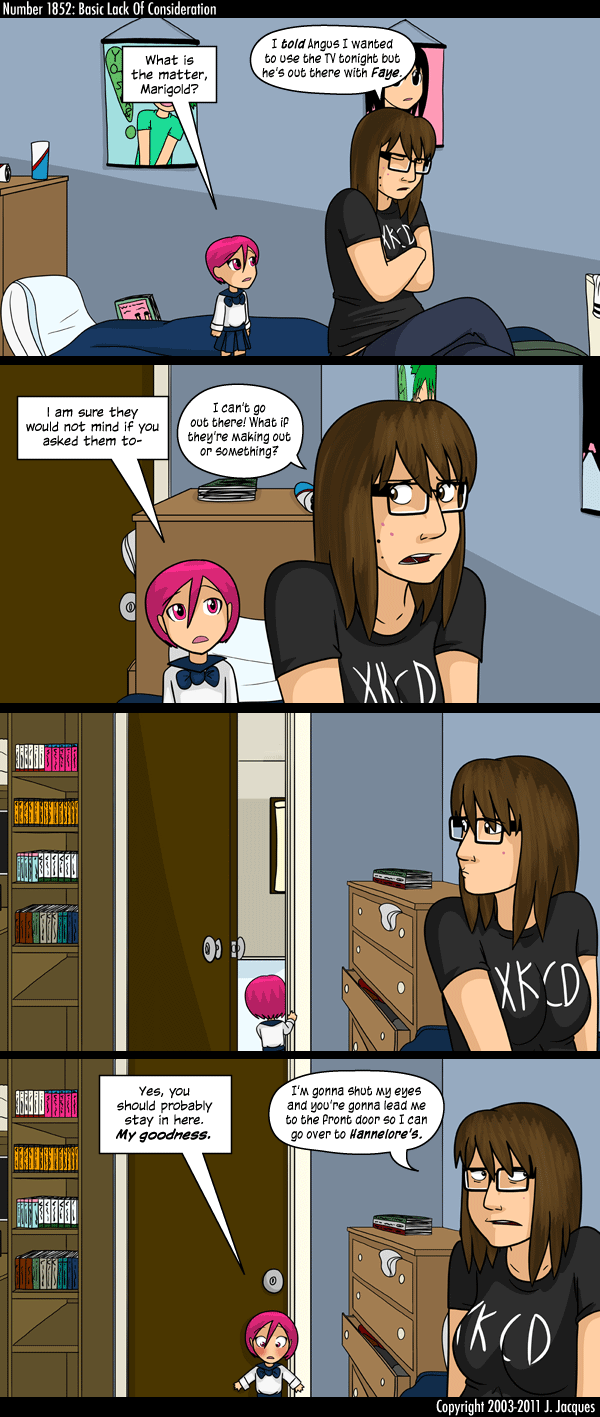 Number 1852: Basic Lack Of Consideration
What is
the matter,
Marigold?
I told Angus I wanted
to use the TV tonight but
he's out there with Faye.
XKCD
I am sure they
would not mind if you
asked them to-
I can't go
out there! What if
they're making out
or something?
XKCD
XKCD
Yes, you
should probably
stay in here.
My goodness.
I'm gonna shut my eyes
and you're gonna lead me
to the front door so I can
go over to Hannelore's.
XKCD
Copyright 2003-2011 J. Jacques